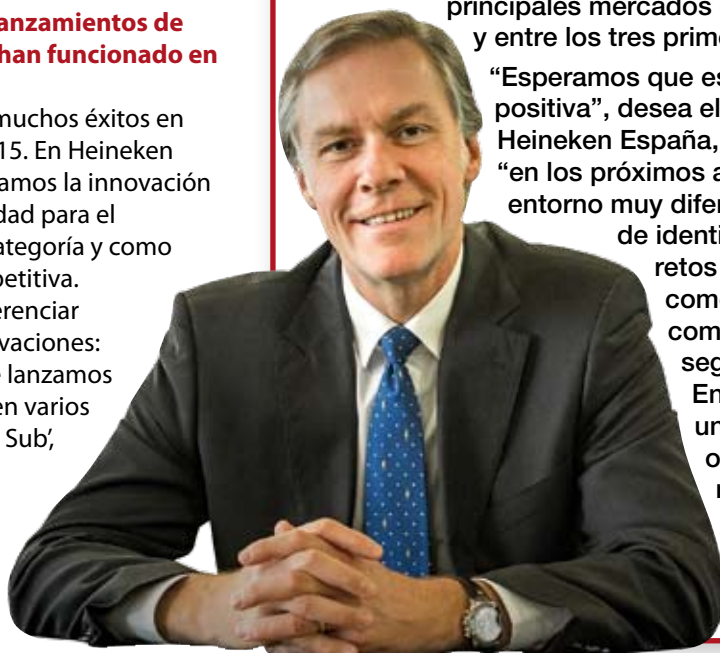 lanzamientos de
han funcionado en
muchos éxitos en
15. En Heineken
amos la innovación
dad para el
ategoría y como
petitiva.
erenciar
vaciones:
e lanzamos
en varios
Sub’,
principales mercados
y entre los tres prim
“Esperamos que es
positiva”, desea el
Heineken España,
“en los próximos a
entorno muy difer
de identi
retos
com
com
seg
En
un
o